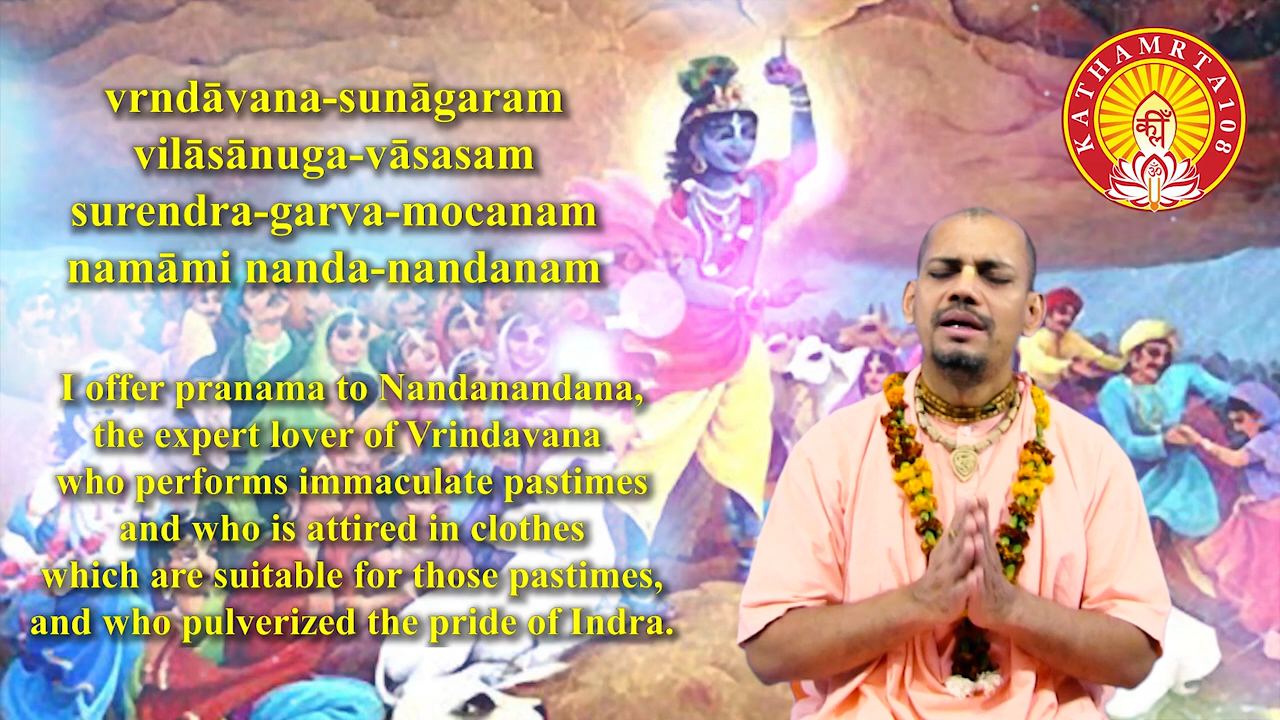 vrndāvana-sunāgaram
vilāsānuga-vāsasam
surendra-garva-mocanam
namāmi nanda-nandanam
I offer pranama to Nandanandana,
the expert lover of Vrindavana
who performs immaculate pastimes
and who is attired in clothes
which are suitable for those pastimes,
and who pulverized the pride of Indra.
KATHAMRTA108
क्लीँ
ॐ